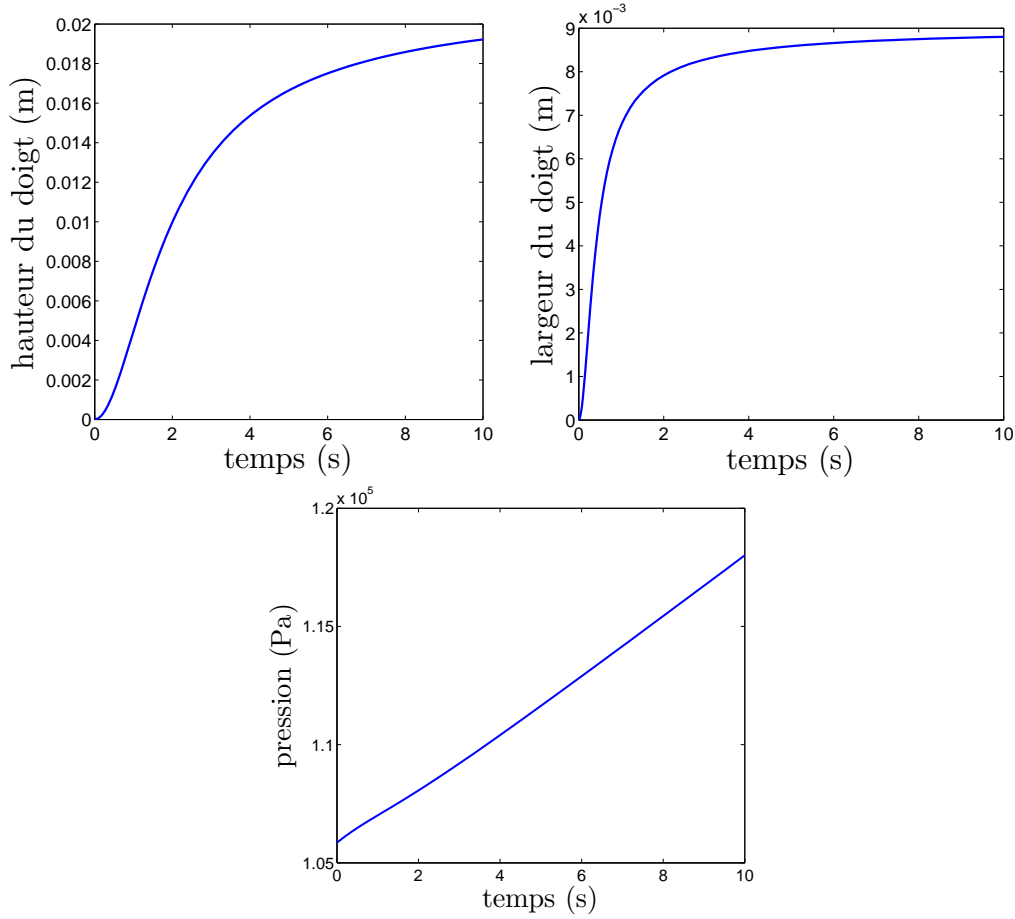 0.02
0.018
0.016
0.014
0.012
0.01
0.008
0.006
0.004
0.002
0
hauteur du doigt (m)
0 2 4 6 8 10
temps (s)
x 10⁻³
9
8
7
6
5
4
3
2
1
0
largeur du doigt (m)
0 2 4 6 8 10
temps (s)
x 10⁵
1.2
1.15
1.1
1.05
pression (Pa)
0 2 4 6 8 10
temps (s)